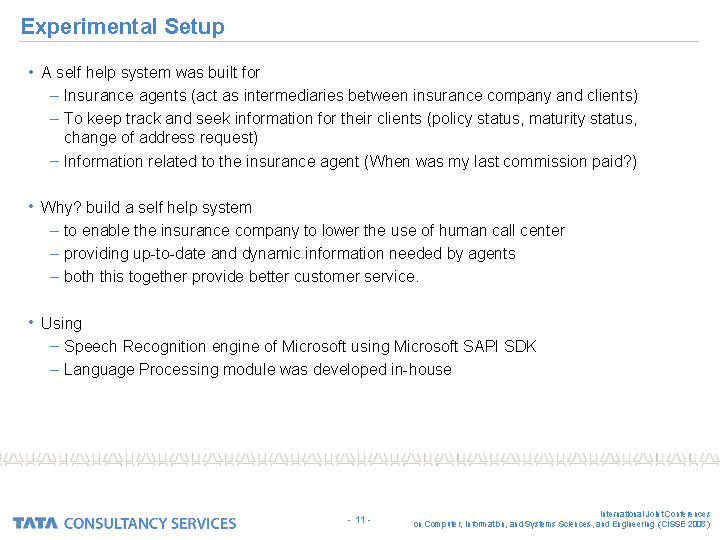 Experimental Setup
• A self help system was built for
– Insurance agents (act as intermediaries between insurance company and clients)
– To keep track and seek information for their clients (policy status, maturity status,
change of address request)
– Information related to the insurance agent (When was my last commission paid?)
• Why? build a self help system
– to enable the insurance company to lower the use of human call center
– providing up-to-date and dynamic information needed by agents
– both this together provide better customer service.
• Using
– Speech Recognition engine of Microsoft using Microsoft SAPI SDK
– Language Processing module was developed in-house
TATA CONSULTANCY SERVICES
- 11 -
International Joint Conferences
on Computer, Information, and Systems Sciences, and Engineering (CISSE 2008)